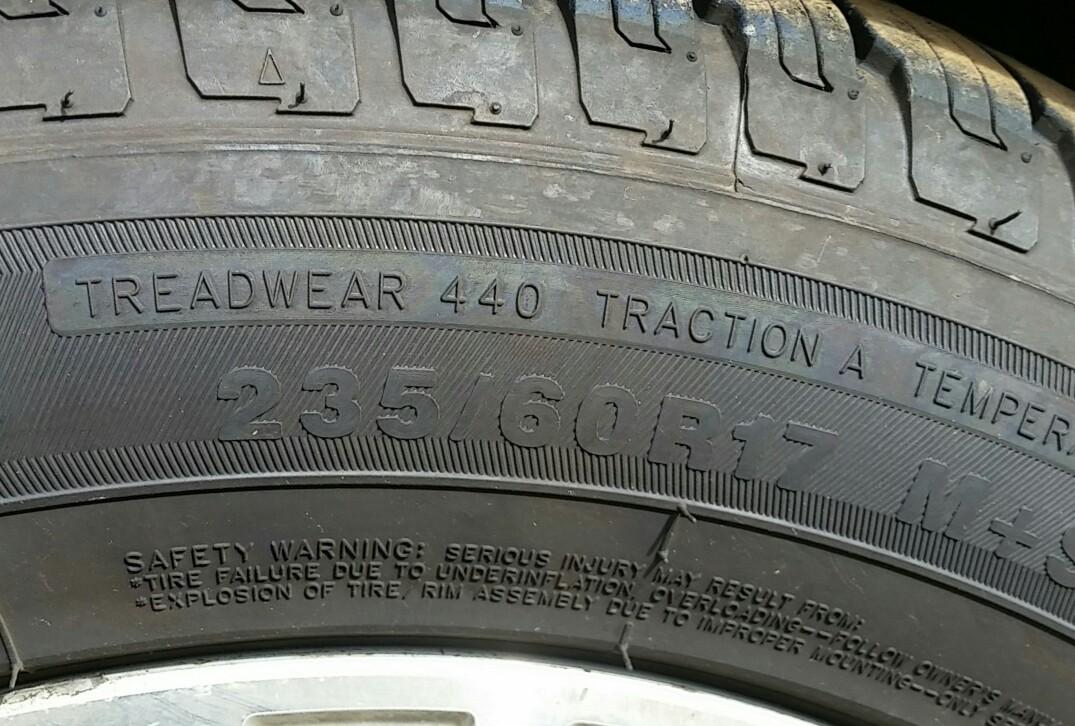 TREADWEAR 440 TRACTION A TEMPERA
235/60R17 M+S
SAFETY WARNING: SERIOUS INJURY MAY RESULT FROM:
*TIRE FAILURE DUE TO UNDERINFLATION, OVERLOADING--FOLLOW OWNER'S MANU
*EXPLOSION OF TIRE/RIM ASSEMBLY DUE TO IMPROPER MOUNTING--ONLY